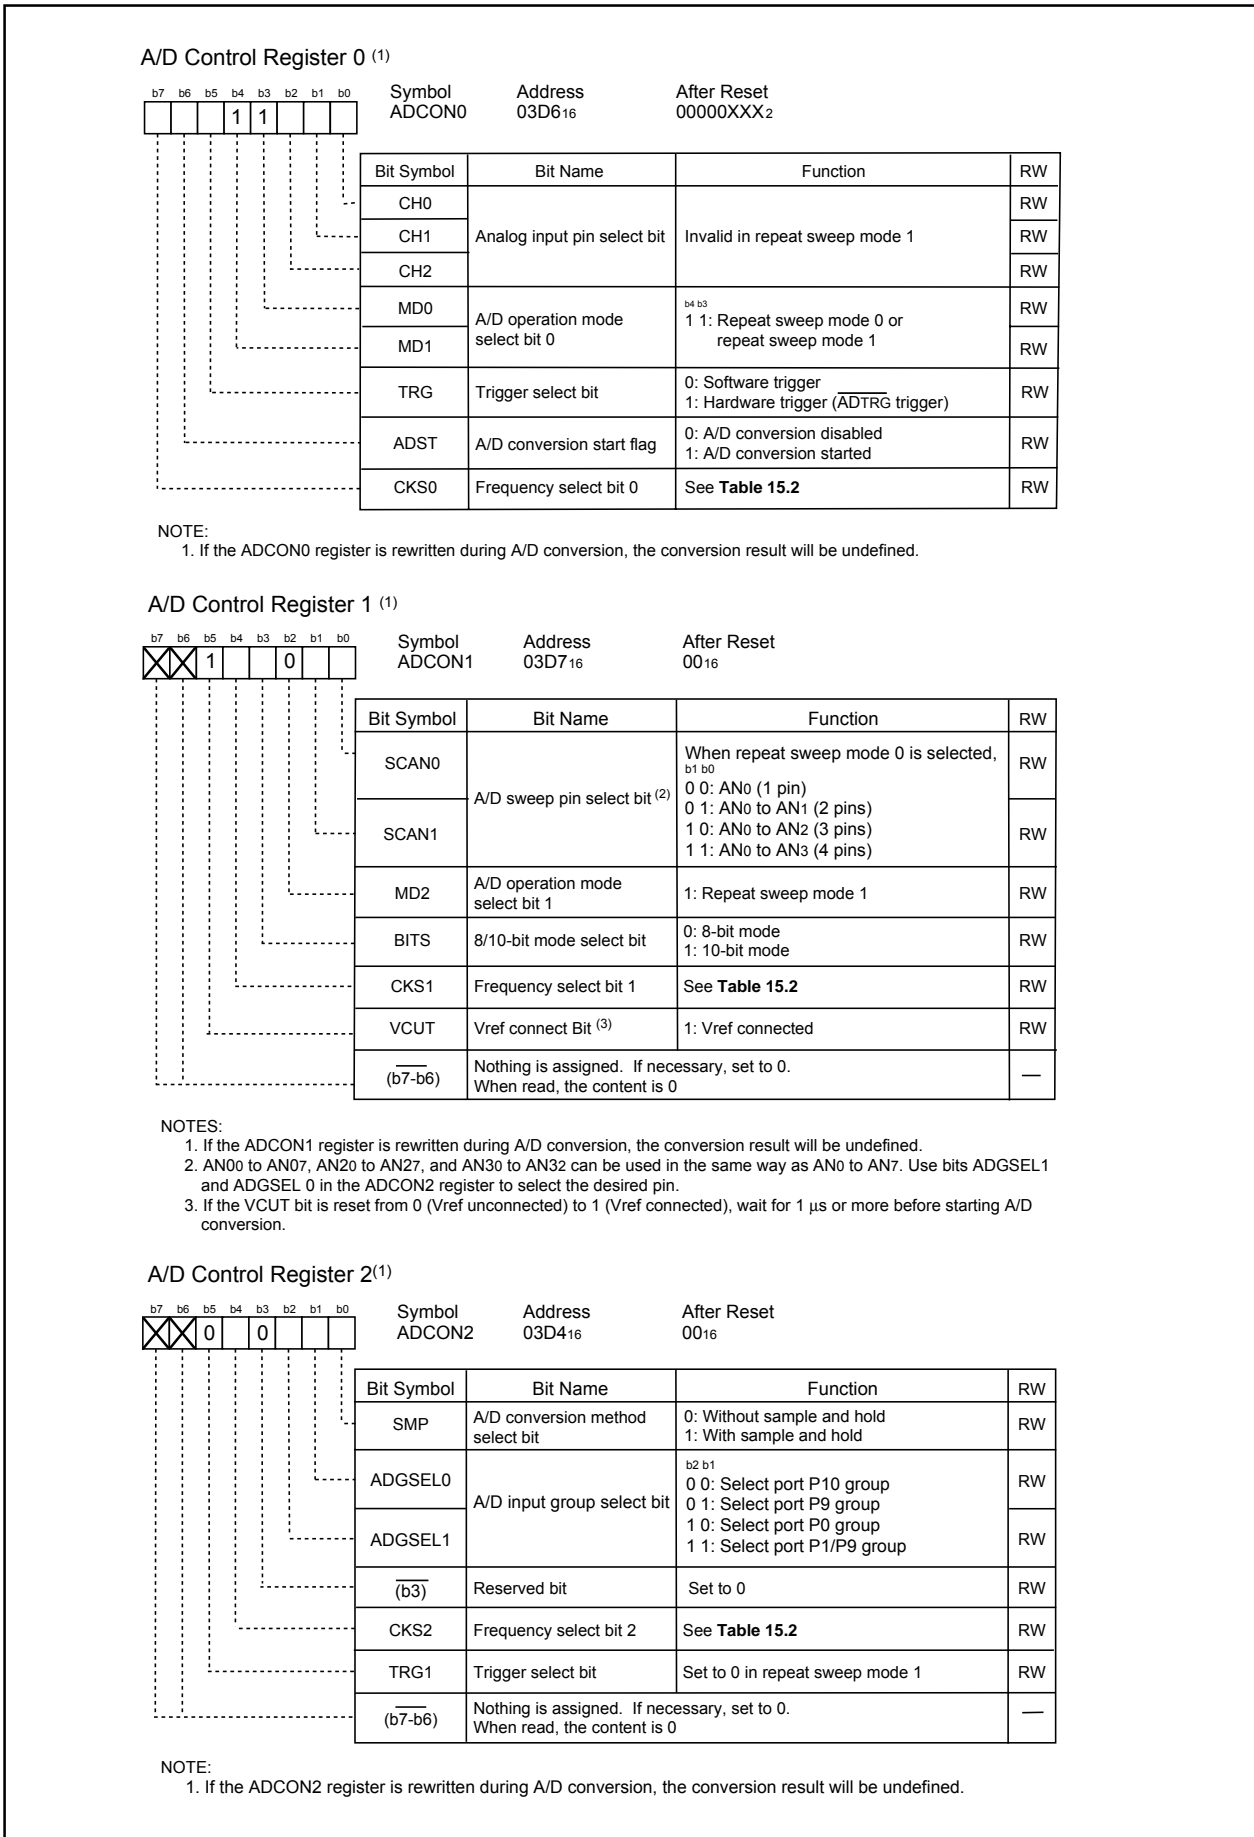 A/D Control Register 0 (1)
b7 b6 b5 b4 b3 b2 b1 b0
1 1
Symbol Address After Reset
ADCON0 03D616 00000XXX2
Bit Symbol Bit Name Function RW
CH0 RW
CH1 Analog input pin select bit Invalid in repeat sweep mode 1 RW
CH2 RW
MD0 A/D operation mode select bit 0 b4 b3 RW
1 1: Repeat sweep mode 0 or
repeat sweep mode 1
MD1 RW
TRG Trigger select bit 0: Software trigger RW
1: Hardware trigger (ADTRG trigger)
ADST A/D conversion start flag 0: A/D conversion disabled RW
1: A/D conversion started
CKS0 Frequency select bit 0 See Table 15.2 RW
NOTE:
1. If the ADCON0 register is rewritten during A/D conversion, the conversion result will be undefined.
A/D Control Register 1 (1)
b7 b6 b5 b4 b3 b2 b1 b0
1 0
Symbol Address After Reset
ADCON1 03D716 0016
Bit Symbol Bit Name Function RW
SCAN0 A/D sweep pin select bit (2) When repeat sweep mode 0 is selected, RW
b1 b0
0 0: AN0 (1 pin)
0 1: AN0 to AN1 (2 pins)
1 0: AN0 to AN2 (3 pins)
1 1: AN0 to AN3 (4 pins)
SCAN1 RW
MD2 A/D operation mode select bit 1 1: Repeat sweep mode 1 RW
BITS 8/10-bit mode select bit 0: 8-bit mode RW
1: 10-bit mode
CKS1 Frequency select bit 1 See Table 15.2 RW
VCUT Vref connect Bit (3) 1: Vref connected RW
(b7-b6) Nothing is assigned. If necessary, set to 0. —
When read, the content is 0
NOTES:
1. If the ADCON1 register is rewritten during A/D conversion, the conversion result will be undefined.
2. AN00 to AN07, AN20 to AN27, and AN30 to AN32 can be used in the same way as AN0 to AN7. Use bits ADGSEL1
and ADGSEL 0 in the ADCON2 register to select the desired pin.
3. If the VCUT bit is reset from 0 (Vref unconnected) to 1 (Vref connected), wait for 1 μs or more before starting A/D
conversion.
A/D Control Register 2(1)
b7 b6 b5 b4 b3 b2 b1 b0
0 0
Symbol Address After Reset
ADCON2 03D416 0016
Bit Symbol Bit Name Function RW
SMP A/D conversion method select bit 0: Without sample and hold RW
1: With sample and hold
ADGSEL0 A/D input group select bit b2 b1 RW
0 0: Select port P10 group
0 1: Select port P9 group
1 0: Select port P0 group
1 1: Select port P1/P9 group
ADGSEL1 RW
(b3) Reserved bit Set to 0 RW
CKS2 Frequency select bit 2 See Table 15.2 RW
TRG1 Trigger select bit Set to 0 in repeat sweep mode 1 RW
(b7-b6) Nothing is assigned. If necessary, set to 0. —
When read, the content is 0
NOTE:
1. If the ADCON2 register is rewritten during A/D conversion, the conversion result will be undefined.